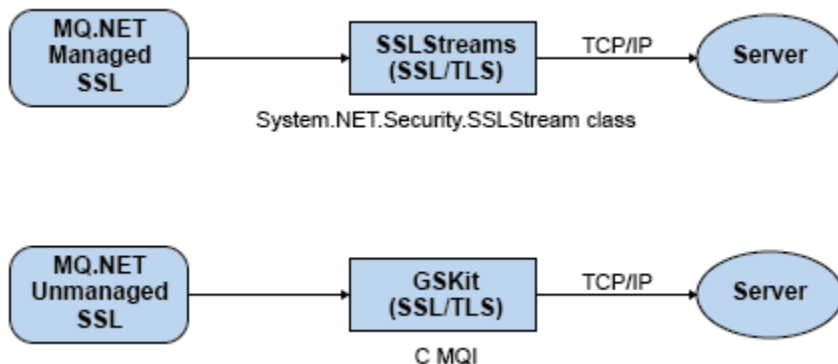 MQ.NET
Managed
SSL
SSLStreams
(SSL/TLS)
TCP/IP
Server
System.NET.Security.SSLStream class
MQ.NET
Unmanaged
SSL
GSKit
(SSL/TLS)
TCP/IP
Server
C MQI